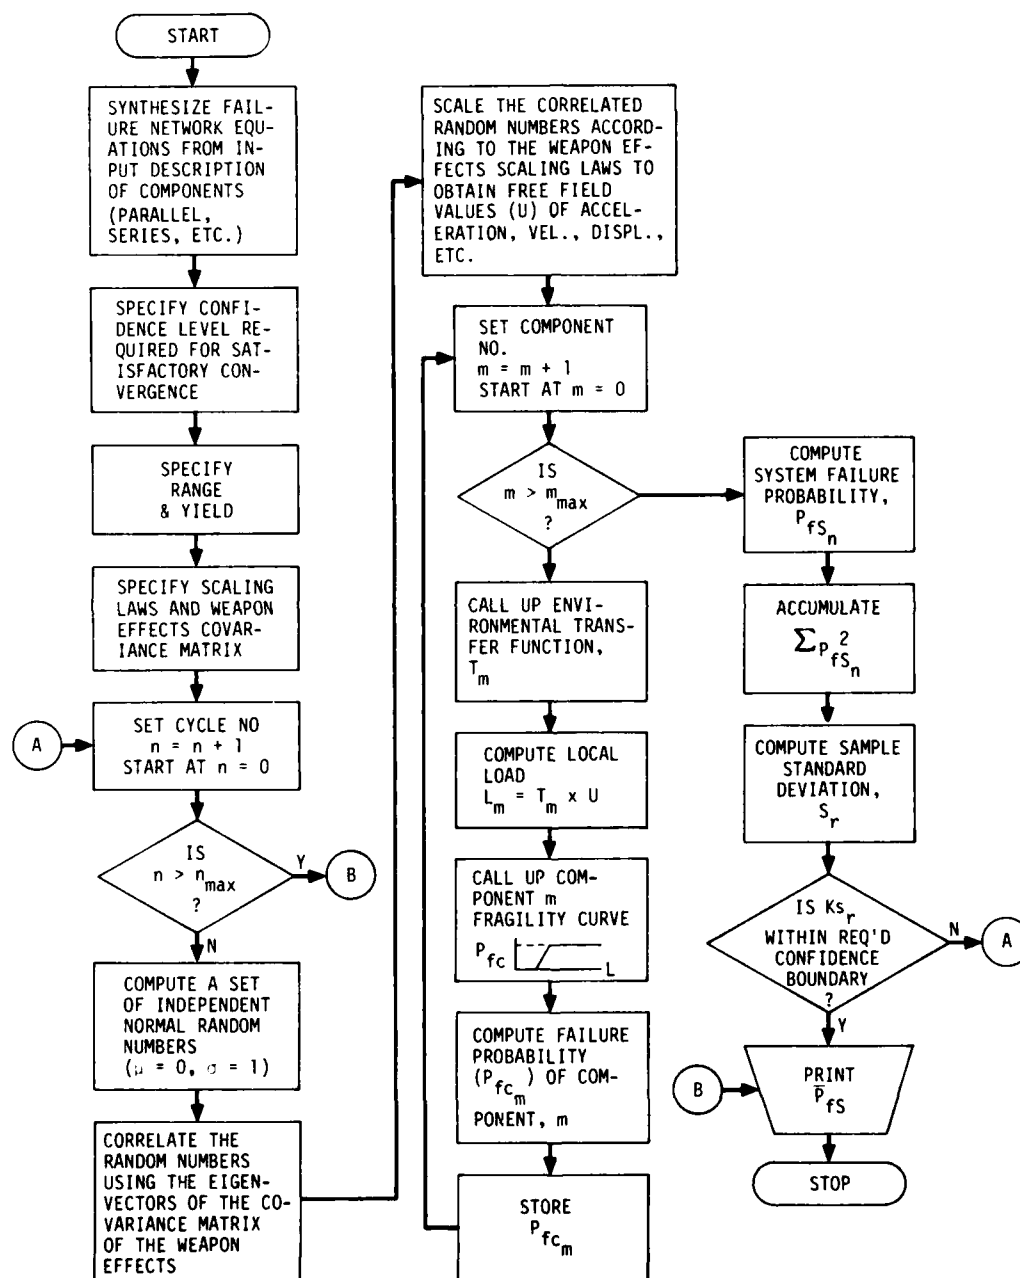 START
SYNTHESIZE FAIL-
URE NETWORK EQU-
ATIONS FROM IN-
PUT DESCRIPTION
OF COMPONENTS
(PARALLEL,
SERIES, ETC.)
SPECIFY CONFI-
DENCE LEVEL RE-
QUIRED FOR SAT-
ISFACTORY CON-
VERGENCE
SPECIFY
RANGE
& YIELD
SPECIFY SCALING
LAWS AND WEAPON
EFFECTS COVAR-
IANCE MATRIX
A
SET CYCLE NO
n = n + 1
START AT n = 0
IS
n > n_max
?
Y
B
N
COMPUTE A SET
OF INDEPENDENT
NORMAL RANDOM
NUMBERS
(μ = 0, σ = 1)
CORRELATE THE
RANDOM NUMBERS
USING THE EIGEN-
VECTORS OF THE CO-
VARIANCE MATRIX
OF THE WEAPON
EFFECTS
SCALE THE CORRELATED
RANDOM NUMBERS ACCORD-
ING TO THE WEAPON EF-
FECTS SCALING LAWS TO
OBTAIN FREE FIELD
VALUES (U) OF ACCEL-
ERATION, VEL., DISPL.,
ETC.
SET COMPONENT
NO.
m = m + 1
START AT m = 0
IS
m > m_max
?
CALL UP ENVI-
RONMENTAL TRANS-
FER FUNCTION,
T_m
COMPUTE LOCAL
LOAD
L_m = T_m x U
CALL UP COM-
PONENT m
FRAGILITY CURVE
P_fc L
COMPUTE FAILURE
PROBABILITY
(P_fc_m) OF COM-
PONENT, m
STORE
P_fc_m
COMPUTE
SYSTEM FAILURE
PROBABILITY,
P_fS_n
ACCUMULATE
ΣP_fS_n^2
COMPUTE SAMPLE
STANDARD
DEVIATION,
S_r
IS Ks_r
WITHIN REQ'D
CONFIDENCE
BOUNDARY
?
N
A
Y
B
PRINT
P̅_fS
STOP